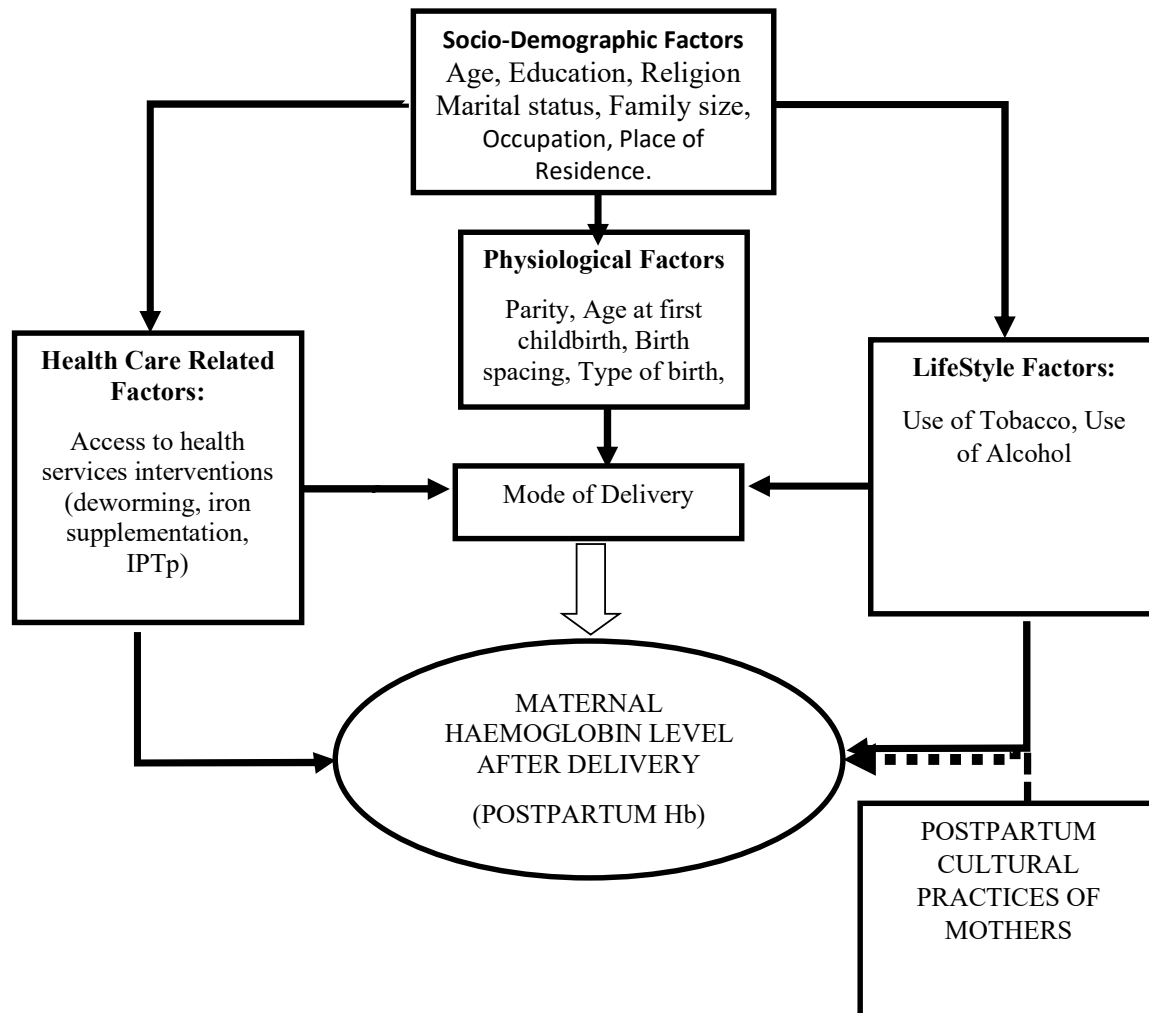 Socio-Demographic Factors
Age, Education, Religion
Marital status, Family size,
Occupation, Place of
Residence.
Physiological Factors
Parity, Age at first
childbirth, Birth
spacing, Type of birth,
Health Care Related
Factors:
Access to health
services interventions
(deworming, iron
supplementation,
IPTp)
LifeStyle Factors:
Use of Tobacco, Use
of Alcohol
Mode of Delivery
MATERNAL
HAEMOGLOBIN LEVEL
AFTER DELIVERY
(POSTPARTUM Hb)
POSTPARTUM
CULTURAL
PRACTICES OF
MOTHERS